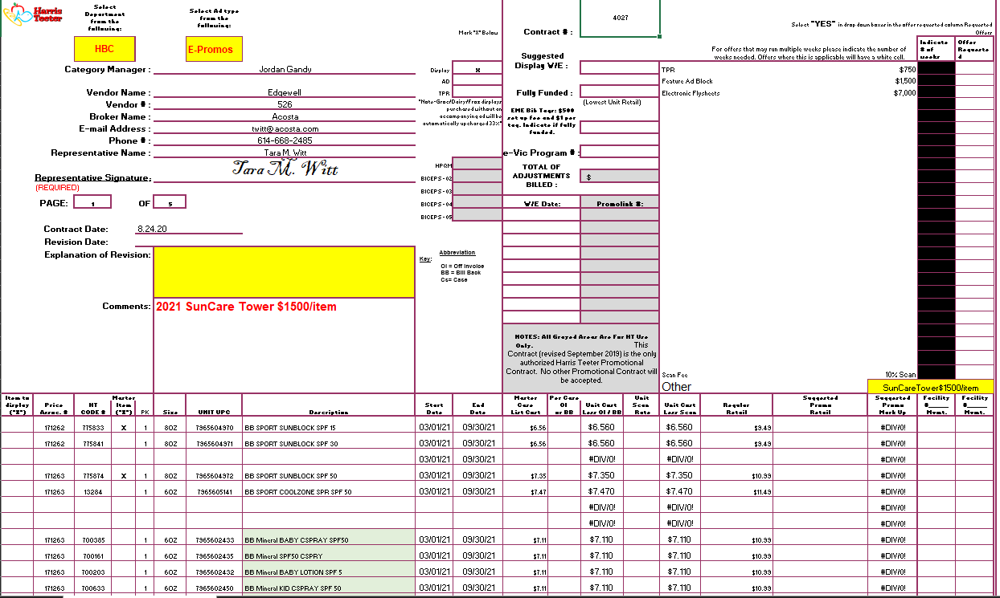 Harris Teeter
Select Department from the following:
Select Ad type from the following:
HBC
E-Promos
Mark "X" Below
Contract # :
4027
Select "YES" in drop down boxes in the offer requested column Requested Offers
For offers that may run multiple weeks please indicate the number of weeks needed. Offers where this is applicable will have a white cell.
Indicate # of weeks
Offer Requested
Category Manager : Jordan Gandy
Display X
AD
TPR
Suggested Display W/E :
TPR $750
Feature Ad Block $1,500
Electronic Flysheets $7,000
Vendor Name : Edgewell
Vendor # : 526
Broker Name : Acosta
E-mail Address : twitt@acosta.com
Phone # : 614-668-2485
Representative Name : Tara M. Witt
Tara M. Witt
Representative Signature:
(REQUIRED)
Fully Funded :
(Lowest Unit Retail)
"Note-Groc/Dairy/Froz displays purchased without an accompanying ad will be automatically upcharged 33%"
EME Bib Tags: $500 set up fee and $1 per tag. Indicate if fully funded.
e-Vic Program # :
HPQM
BICEPS - 02
BICEPS - 03
BICEPS - 04
BICEPS - 05
TOTAL OF ADJUSTMENTS BILLED : $
W/E Date: Promolink #:
PAGE: 1 OF 5
Contract Date: 8.24.20
Revision Date:
Explanation of Revision:
Key: Abbreviation
OI = Off Invoice
BB = Bill Back
Cs= Case
Comments: 2021 SunCare Tower $1500/item
NOTES: All Grayed Areas Are For HT Use Only. This
Contract (revised September 2019) is the only
authorized Harris Teeter Promotional
Contract. No other Promotional Contract will
be accepted.
Scan Fee 10% Scan
Other SunCareTower$1500/item
Item to display ("X") Price Assoc. # HT CODE # Master Item ("X") PK Size UNIT UPC Description Start Date End Date Master Case List Cost Per Case OI or BB Unit Cost Less OI / BB Unit Scan Rate Unit Cost Less Scan Regular Retail Suggested Promo Retail Suggested Promo Mark Up Facility #____ Mvmt. Facility #____ Mvmt.
171262 775833 X 1 8OZ 7965604970 BB SPORT SUNBLOCK SPF 15 03/01/21 09/30/21 $6.56 $6.560 $6.560 $9.49 #DIV/0!
171262 775841 1 8OZ 7965604971 BB SPORT SUNBLOCK SPF 30 03/01/21 09/30/21 $6.56 $6.560 $6.560 $9.49 #DIV/0!
03/01/21 09/30/21 #DIV/0! #DIV/0! #DIV/0!
171263 775874 X 1 8OZ 7965604972 BB SPORT SUNBLOCK SPF 50 03/01/21 09/30/21 $7.35 $7.350 $7.350 $10.99 #DIV/0!
171263 13284 1 6OZ 7965605141 BB SPORT COOLZONE SPR SPF 50 03/01/21 09/30/21 $7.47 $7.470 $7.470 $11.49 #DIV/0!
#DIV/0! #DIV/0! #DIV/0!
#DIV/0! #DIV/0! #DIV/0!
171263 700385 1 6OZ 7965602433 BB Mineral BABY CSPRAY SPF50 03/01/21 09/30/21 $7.11 $7.110 $7.110 $10.99 #DIV/0!
171263 700161 1 6OZ 7965602435 BB Mineral SPF50 CSPRY 03/01/21 09/30/21 $7.11 $7.110 $7.110 $10.99 #DIV/0!
171263 700203 1 6OZ 7965602432 BB Mineral BABY LOTION SPF 5 03/01/21 09/30/21 $7.11 $7.110 $7.110 $10.99 #DIV/0!
171263 700633 1 6OZ 7965602450 BB Mineral KID CSPRAY SPF 50 03/01/21 09/30/21 $7.11 $7.110 $7.110 $10.99 #DIV/0!